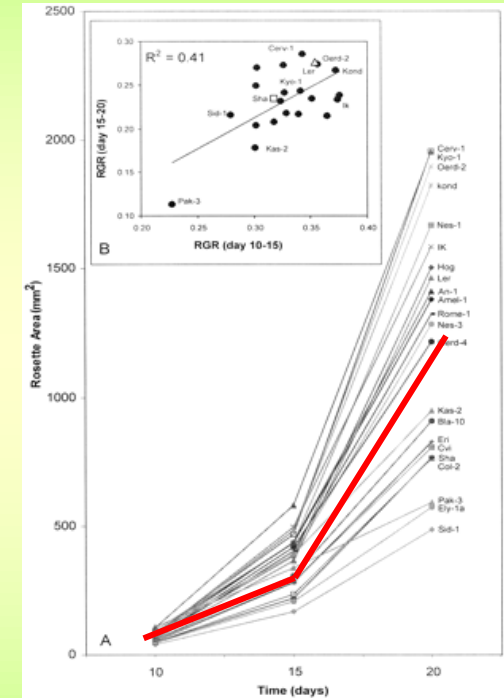 2500
2000
1500
1000
500
0
Rosette Area (mm²)
R² = 0.41
0.30
0.25
0.20
0.15
0.10
RGR (day 15-20)
Cerv-1
Oerd-2
Ler
Kond
Kyo-1
Sha
Ik
Sid-1
Kas-2
Pak-3
B
0.20 0.25 0.30 0.35 0.40
RGR (day 10-15)
Cerv-1
Kyo-1
Oerd-2
kond
Nes-1
IK
Hog
Ler
An-1
Amel-1
Rome-1
Nes-3
erd-4
Kas-2
Bla-10
Eri
Cvi
Sha
Col-2
Pak-3
Ely-1a
Sid-1
A
10 15 20
Time (days)